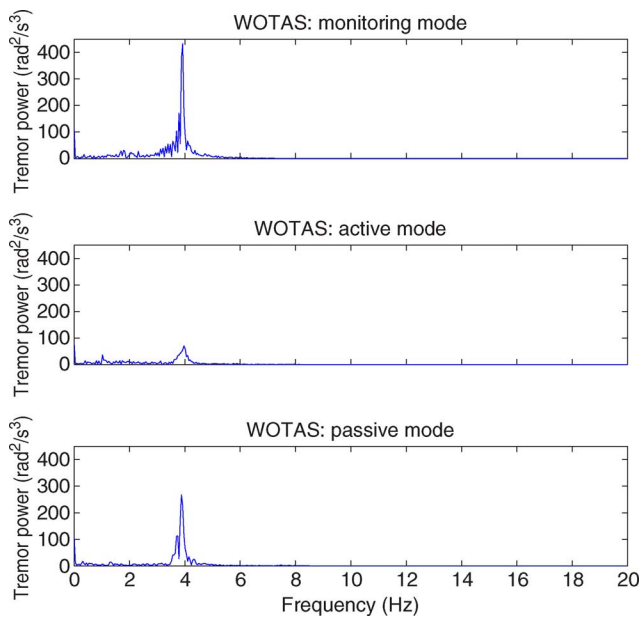 WOTAS: monitoring mode
Tremor power (rad²/s³)
400
300
200
100
0
WOTAS: active mode
Tremor power (rad²/s³)
400
300
200
100
0
WOTAS: passive mode
Tremor power (rad²/s³)
400
300
200
100
0
0 2 4 6 8 10 12 14 16 18 20
Frequency (Hz)